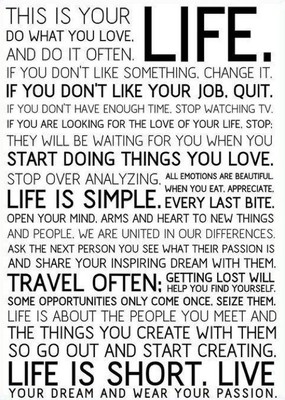 THIS IS YOUR LIFE.
DO WHAT YOU LOVE,
AND DO IT OFTEN.
IF YOU DON'T LIKE SOMETHING, CHANGE IT.
IF YOU DON'T LIKE YOUR JOB, QUIT.
IF YOU DON'T HAVE ENOUGH TIME, STOP WATCHING TV.
IF YOU ARE LOOKING FOR THE LOVE OF YOUR LIFE, STOP;
THEY WILL BE WAITING FOR YOU WHEN YOU
START DOING THINGS YOU LOVE.
STOP OVER ANALYZING. ALL EMOTIONS ARE BEAUTIFUL.
WHEN YOU EAT, APPRECIATE
LIFE IS SIMPLE. EVERY LAST BITE.
OPEN YOUR MIND, ARMS AND HEART TO NEW THINGS
AND PEOPLE, WE ARE UNITED IN OUR DIFFERENCES.
ASK THE NEXT PERSON YOU SEE WHAT THEIR PASSION IS
AND SHARE YOUR INSPIRING DREAM WITH THEM.
TRAVEL OFTEN; GETTING LOST WILL
HELP YOU FIND YOURSELF.
SOME OPPORTUNITIES ONLY COME ONCE, SEIZE THEM.
LIFE IS ABOUT THE PEOPLE YOU MEET AND
THE THINGS YOU CREATE WITH THEM
SO GO OUT AND START CREATING.
LIFE IS SHORT. LIVE
YOUR DREAM AND WEAR YOUR PASSION.